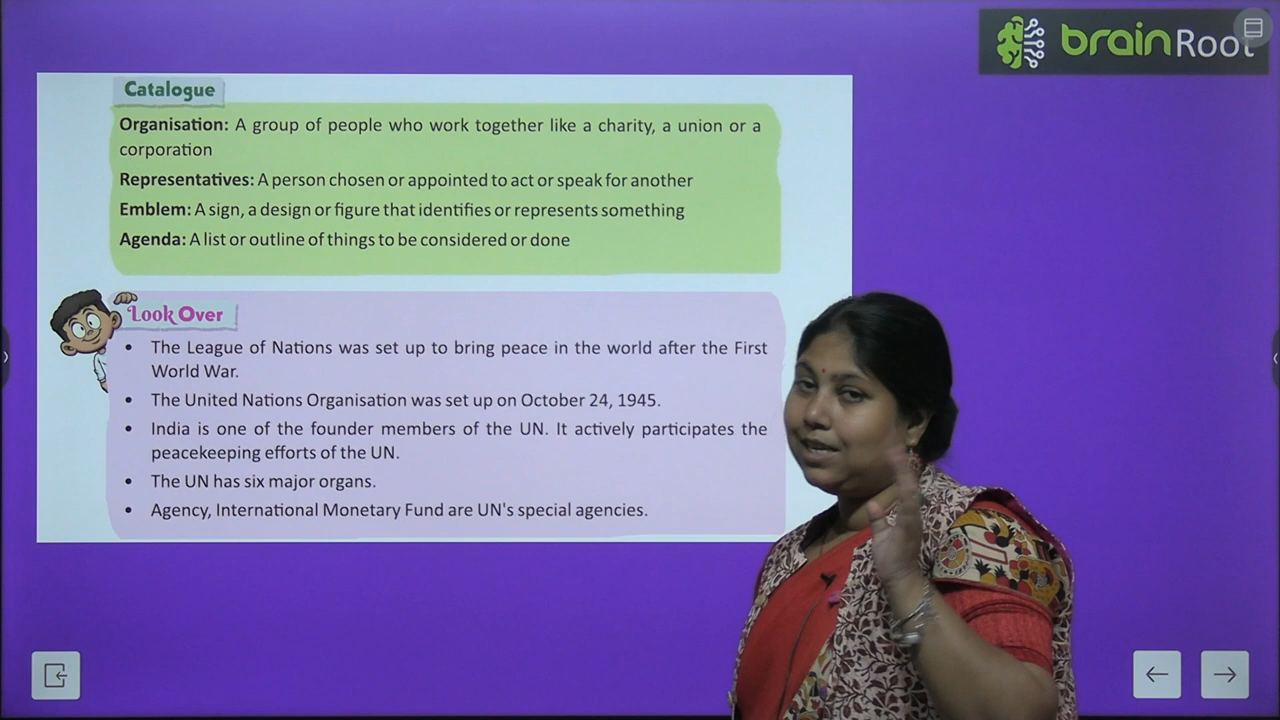 brainRoot
Catalogue
Organisation: A group of people who work together like a charity, a union or a
corporation
Representatives: A person chosen or appointed to act or speak for another
Emblem: A sign, a design or figure that identifies or represents something
Agenda: A list or outline of things to be considered or done
Look Over
• The League of Nations was set up to bring peace in the world after the First
World War.
• The United Nations Organisation was set up on October 24, 1945.
• India is one of the founder members of the UN. It actively participates the
peacekeeping efforts of the UN.
• The UN has six major organs.
• Agency, International Monetary Fund are UN's special agencies.